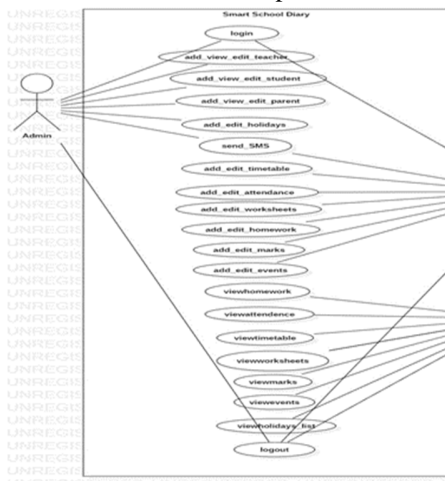 Smart School Diary
login
add_view_edit_teacher
add_view_edit_student
add_view_edit_parent
add_edit_holidays
Admin
send_SMS
add_edit_timetable
add_edit_attendance
add_edit_worksheets
add_edit_homework
add_edit_marks
add_edit_events
viewhomework
viewattendence
viewtimetable
viewworksheets
viewmarks
viewevents
viewholidays_list
logout